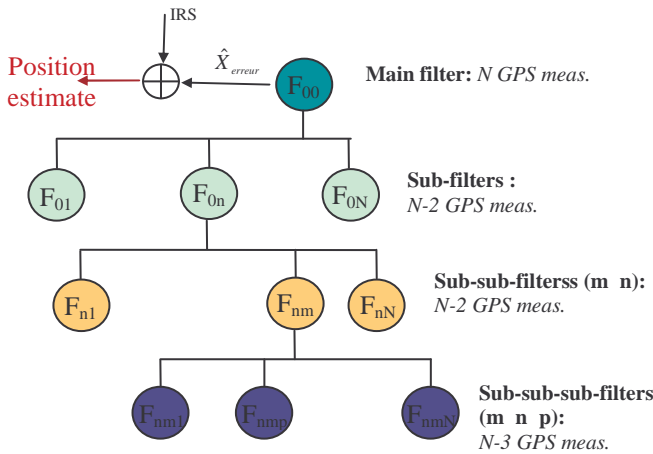 IRS
X̂ erreur
Position
estimate
F00
Main filter: N GPS meas.
F01
F0n
F0N
Sub-filters :
N-2 GPS meas.
Fn1
Fnm
FnN
Sub-sub-filterss (m n):
N-2 GPS meas.
Fnm1
Fnmp
FnmN
Sub-sub-sub-filters
(m n p):
N-3 GPS meas.